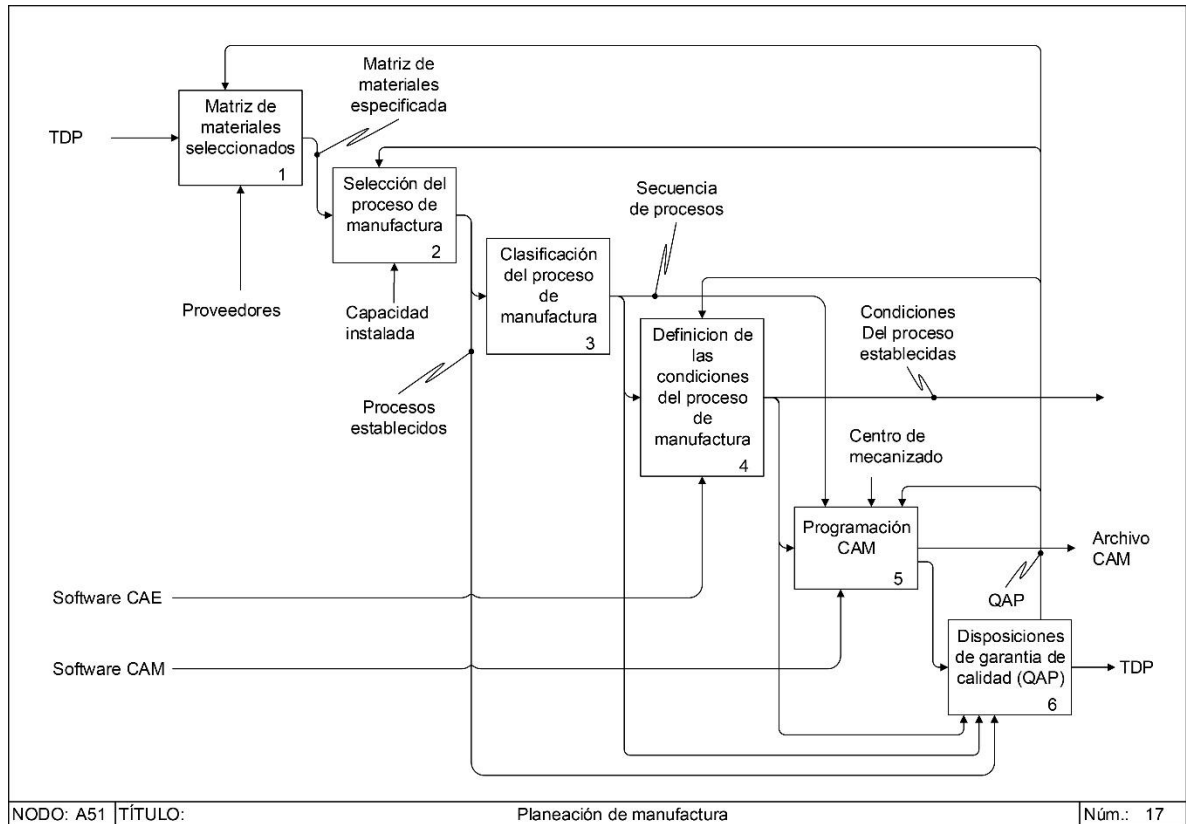 Matriz de
materiales
especificada
Matriz de
materiales
seleccionados
1
TDP
Selección del
proceso de
manufactura
2
Secuencia
de procesos
Proveedores
Capacidad
instalada
Clasificación
del proceso
de
manufactura
3
Condiciones
Del proceso
establecidas
Definicion de
las
condiciones
del proceso
de
manufactura
4
Procesos
establecidos
Centro de
mecanizado
Programación
CAM
5
Archivo
CAM
Software CAE
QAP
Software CAM
Disposiciones
de garantia de
calidad (QAP)
6
TDP
NODO: A51 TÍTULO: Planeación de manufactura Núm.: 17